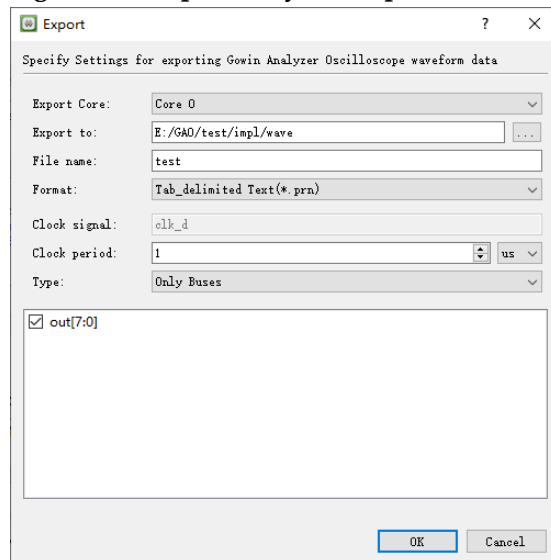 Export ? ×
Specify Settings for exporting Gowin Analyzer Oscilloscope waveform data
Export Core: Core 0
Export to: E:/GAO/test/impl/wave ...
File name: test
Format: Tab_delimited Text(*.prn)
Clock signal: clk_d
Clock period: 1 us
Type: Only Buses
out[7:0]
OK Cancel